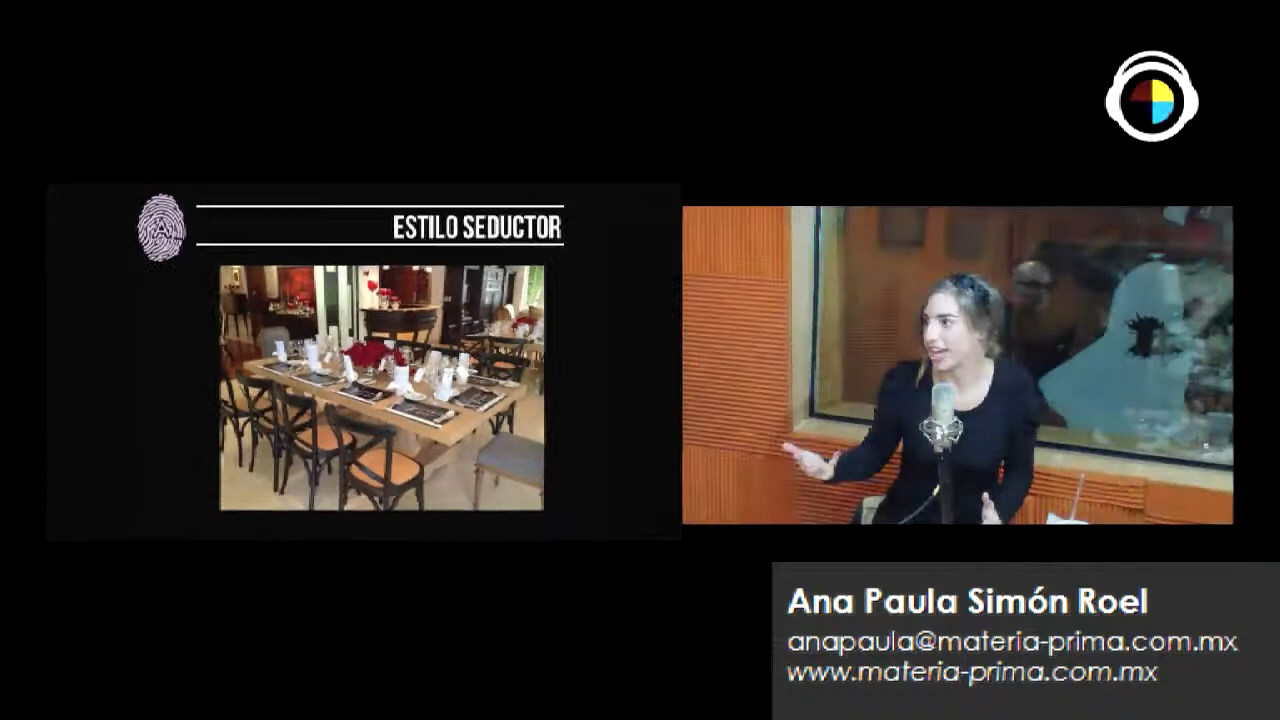 ESTILO SEDUCTOR
Ana Paula Simón Roel
anapaula@materia-prima.com.mx
www.materia-prima.com.mx